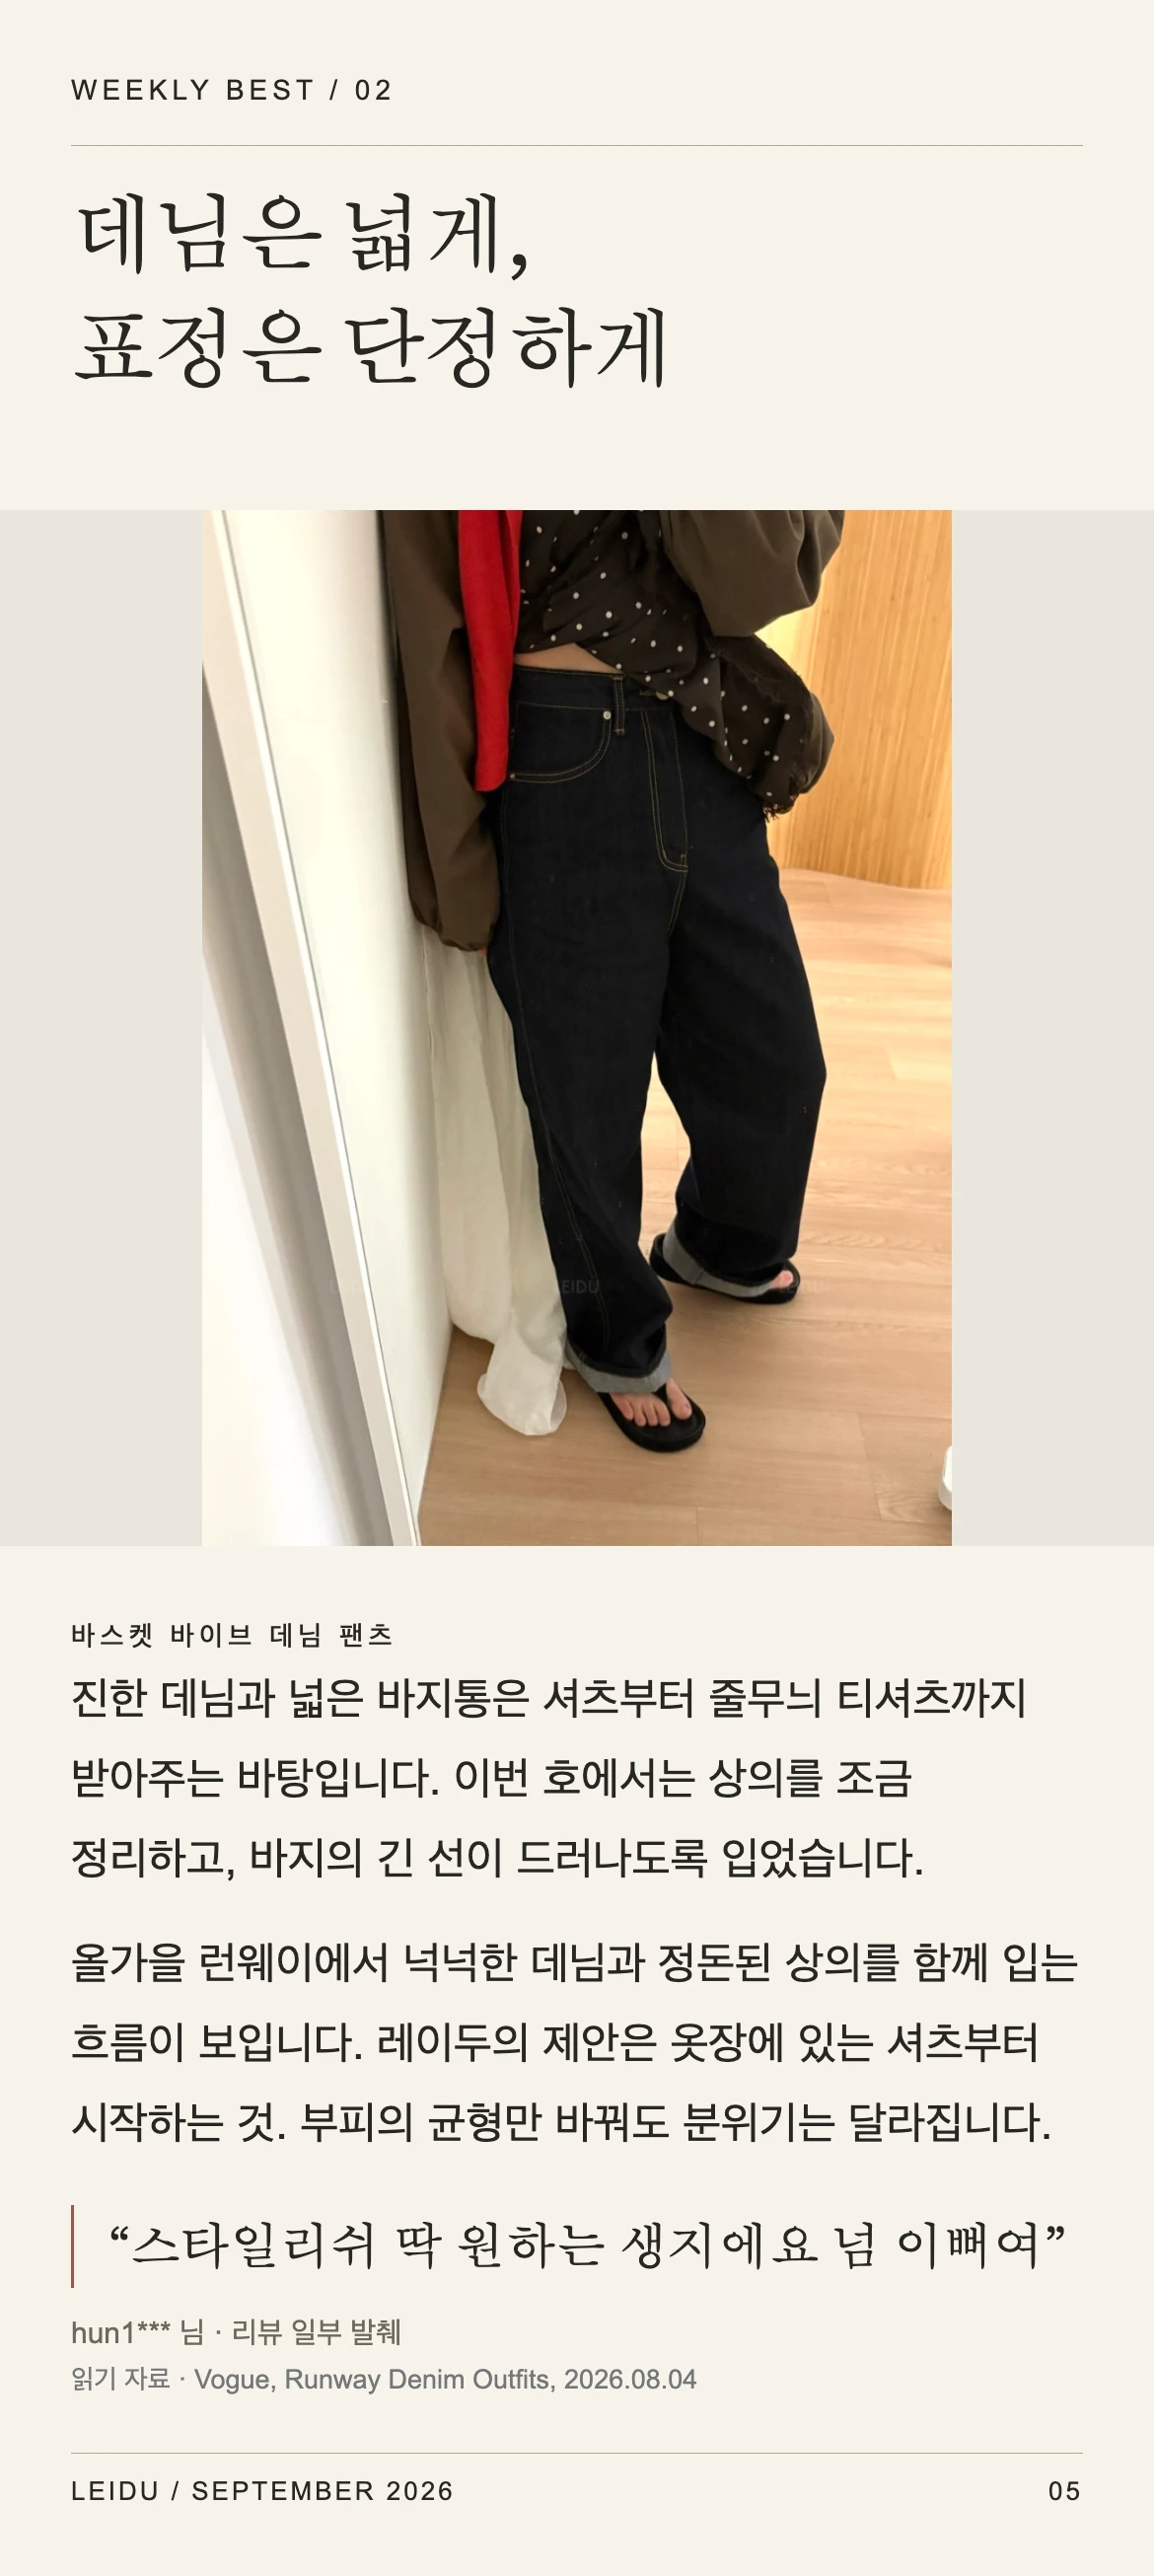 WEEKLY BEST / 02
데님은 넓게,
표정은 단정하게
LEIDU
바스켓 바이브 데님 팬츠
진한 데님과 넓은 바지통은 셔츠부터 줄무늬 티셔츠까지
받아주는 바탕입니다. 이번 호에서는 상의를 조금
정리하고, 바지의 긴 선이 드러나도록 입었습니다.
올가을 런웨이에서 넉넉한 데님과 정돈된 상의를 함께 입는
흐름이 보입니다. 레이두의 제안은 옷장에 있는 셔츠부터
시작하는 것. 부피의 균형만 바꿔도 분위기는 달라집니다.
“스타일리쉬 딱 원하는 생지에요 넘 이뻐여”
hun1*** 님 · 리뷰 일부 발췌
읽기 자료 · Vogue, Runway Denim Outfits, 2026.08.04
LEIDU / SEPTEMBER 2026
05